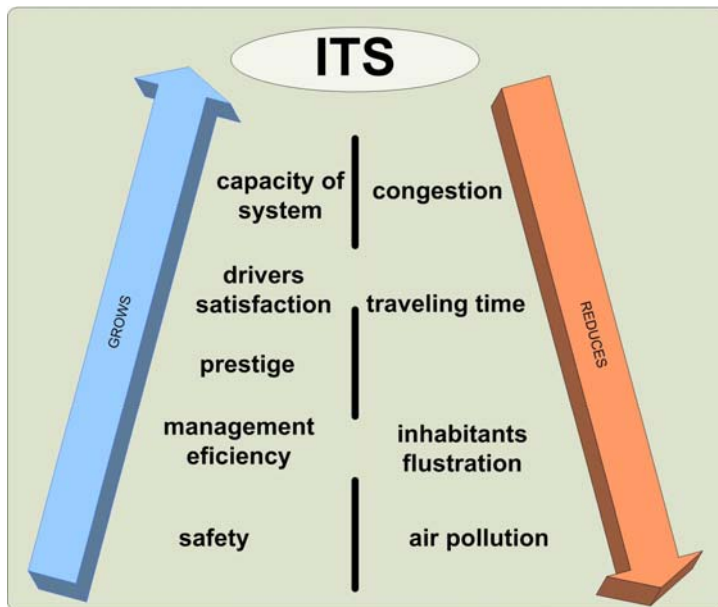 ITS
GROWS
capacity of
system
drivers
satisfaction
prestige
management
eficiency
safety
congestion
traveling time
inhabitants
flustration
air pollution
REDUCES